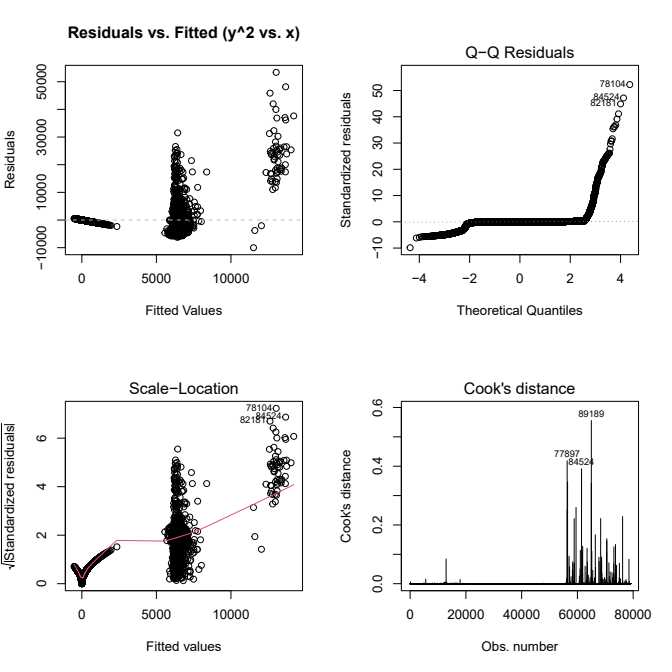 Residuals vs. Fitted (y^2 vs. x)
Residuals
−10000 10000 30000 50000
0 5000 10000
Fitted Values
Q−Q Residuals
Standardized residuals
−10 0 10 20 30 40 50
78104
84524
82181
−4 −2 0 2 4
Theoretical Quantiles
Scale−Location
√|Standardized residuals|
0 2 4 6
78104
84524
82181
0 5000 10000
Fitted values
Cook's distance
Cook's distance
0.0 0.2 0.4 0.6
89189
77897
84524
0 20000 40000 60000 80000
Obs. number